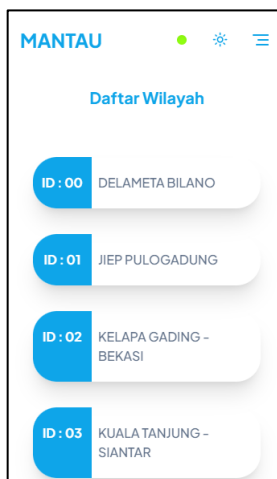 MANTAU
Daftar Wilayah
ID : 00 DELAMETA BILANO
ID : 01 JIEP PULOGADUNG
ID : 02 KELAPA GADING -
BEKASI
ID : 03 KUALA TANJUNG -
SIANTAR